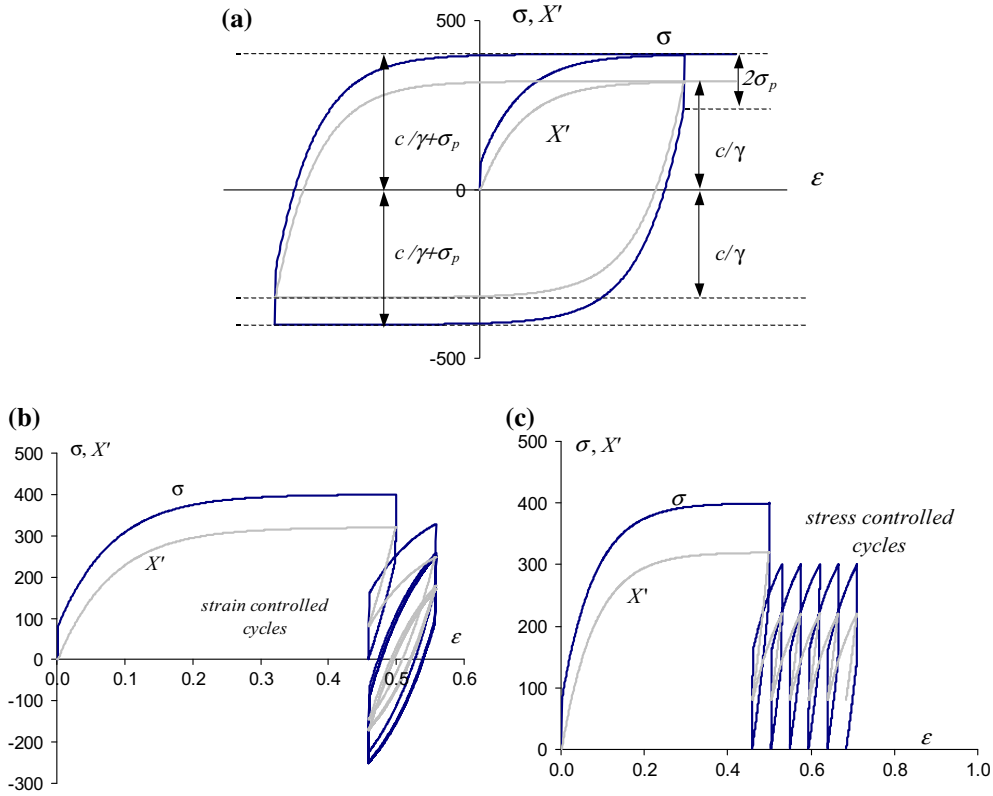 (a)
σ, X'
500
σ
2σp
X'
c/γ+σp
c/γ
0
ε
c/γ+σp
c/γ
-500
(b)
σ, X'
500
400
300
200
100
0
-100
-200
-300
σ
X'
strain controlled
cycles
ε
0.0 0.1 0.2 0.3 0.4 0.5 0.6
(c)
σ, X'
500
400
300
200
100
0
σ
stress controlled
cycles
X'
ε
0.0 0.2 0.4 0.6 0.8 1.0